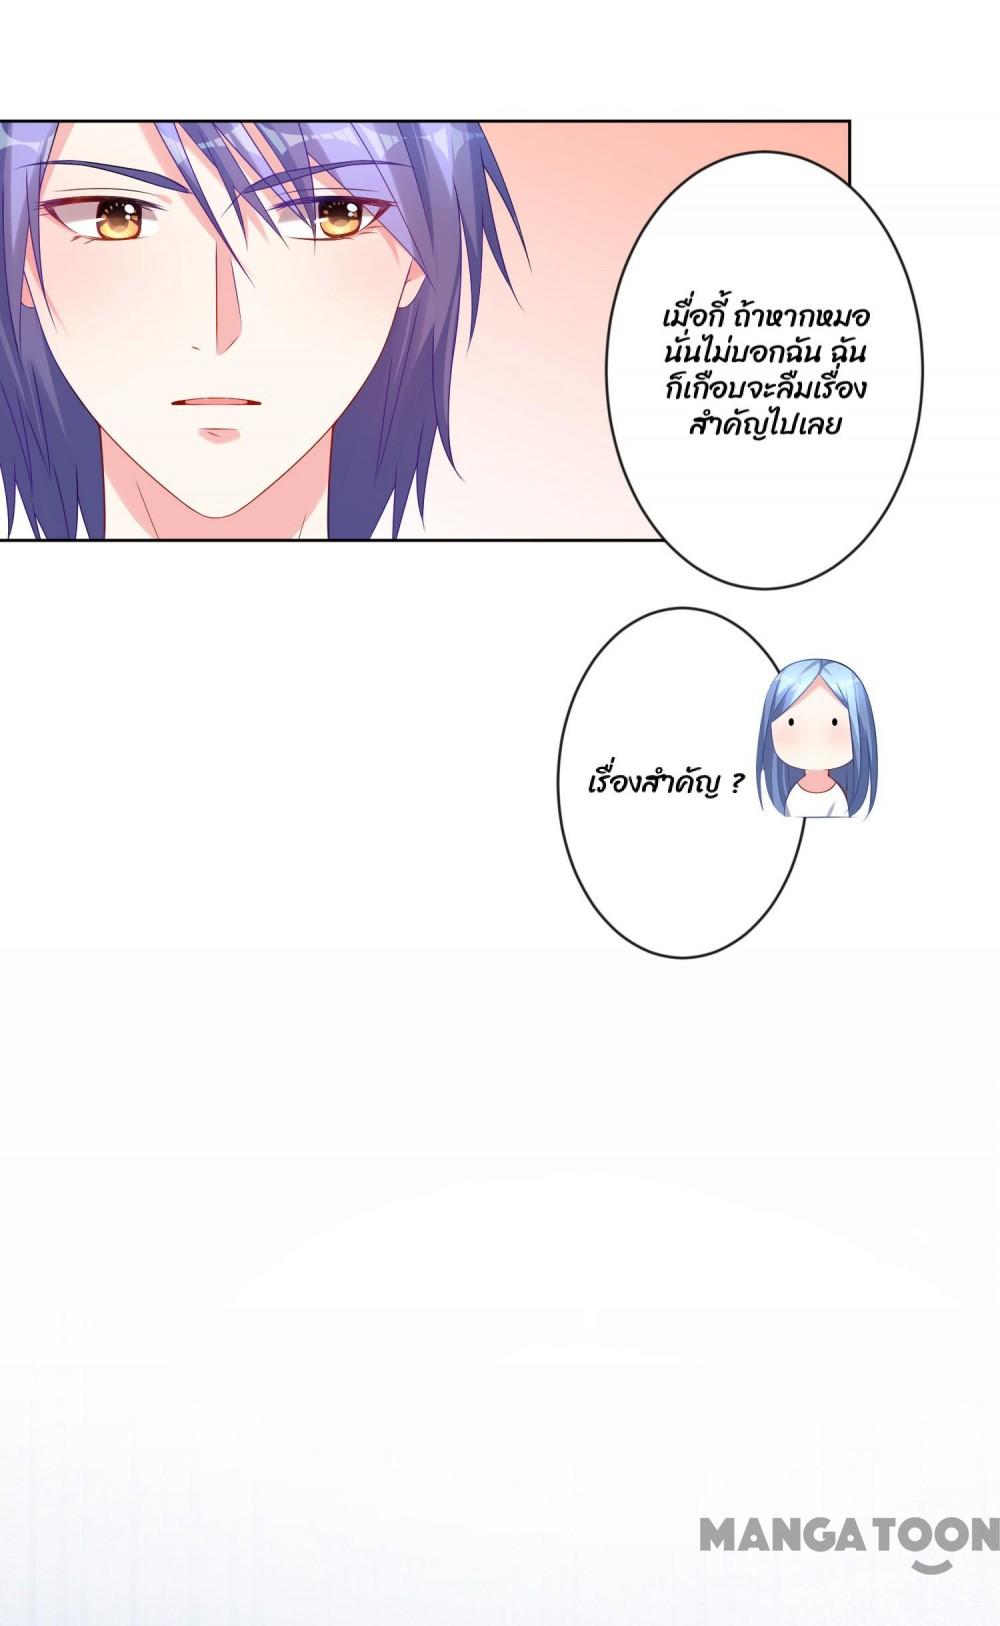 เมื่อกี้ ถ้าหากหมอ
นั่นไม่บอกฉัน ฉัน
ก็เกือบจะลืมเรื่อง
สำคัญไปเลย
เรื่องสำคัญ ?
MANGATOON